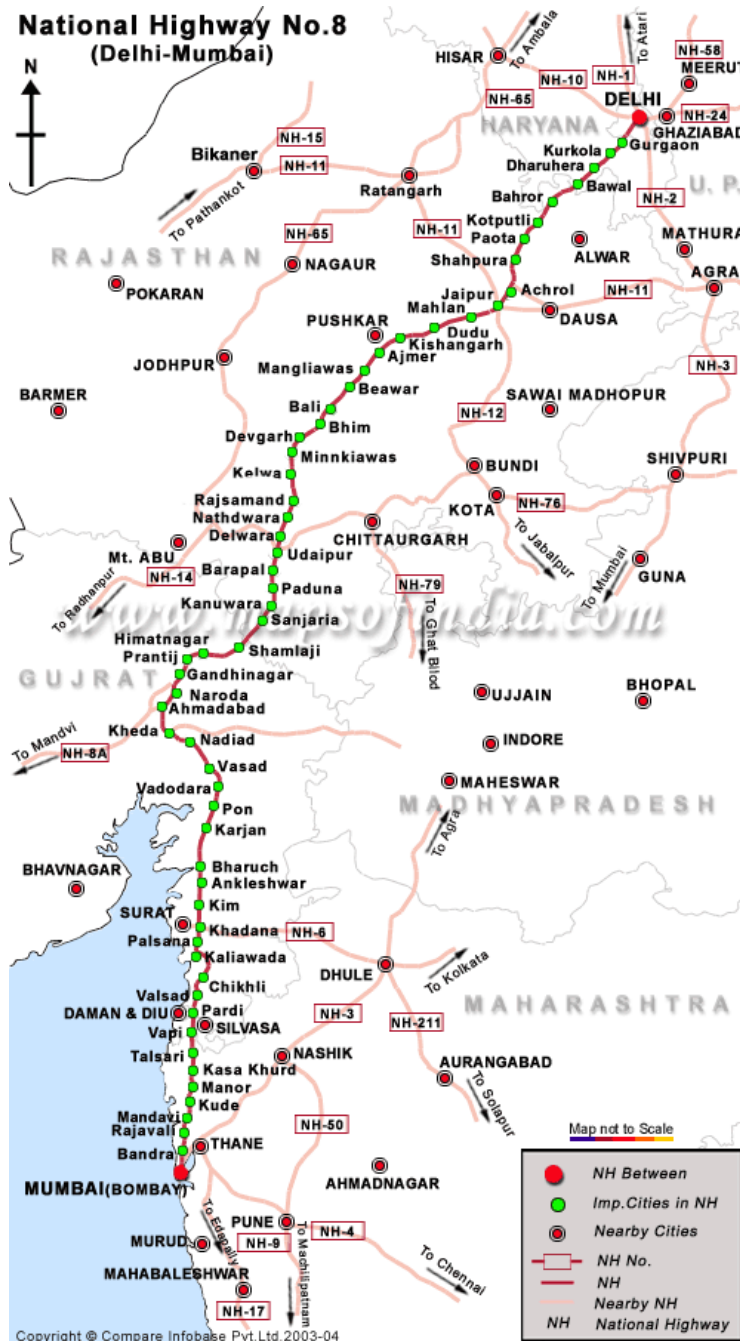 National Highway No.8
(Delhi-Mumbai)
N
HISAR
To Ambala
To Atari
NH-1
NH-58
MEERUT
NH-10
NH-65
DELHI
NH-24
HARYANA
GHAZIABAD
Gurgaon
Kurkola
Dharuhera
Bawal
NH-15
Bikaner
NH-11
Ratangarh
To Pathankot
Bahror
NH-2
U. P.
Kotputli
NH-65
NH-11
Paota
ALWAR
MATHURA
RAJASTHAN
NAGAUR
Shahpura
AGRA
POKARAN
Jaipur
Achrol
NH-11
Mahlan
DAUSA
PUSHKAR
Dudu
Kishangarh
JODHPUR
Ajmer
NH-3
Mangliawas
BARMER
Beawar
SAWAI MADHOPUR
Bali
NH-12
Bhim
Devgarh
Minnkiawas
BUNDI
SHIVPURI
Kelwa
Rajsamand
KOTA
NH-76
Nathdwara
CHITTAURGARH
Delwara
To Jabalpur
Mt. ABU
Udaipur
Barapal
NH-14
NH-79
To Mumbai
GUNA
Paduna
To Radhanpur
Kanuwara
To Ghat Bilod
www.mapsofindia.com
Sanjaria
Himatnagar
Shamlaji
Prantij
GUJRAT
Gandhinagar
Naroda
UJJAIN
BHOPAL
Ahmadabad
Kheda
Nadiad
To Mandvi
NH-8A
INDORE
Vasad
Vadodara
MAHESWAR
Pon
MADHYAPRADESH
Karjan
To Agra
BHAVNAGAR
Bharuch
Ankleshwar
Kim
SURAT
Khadana
NH-6
Palsana
Kaliawada
DHULE
To Kolkata
Chikhli
Valsad
MAHARASHTRA
DAMAN & DIU
Pardi
NH-3
SILVASA
NH-211
Vapi
Talsari
NASHIK
AURANGABAD
Kasa Khurd
Manor
To Solapur
Kude
Mandavi
NH-50
Rajavali
Map not to Scale
Bandra
THANE
AHMADNAGAR
MUMBAI(BOMBAY)
To Edapally
PUNE
NH-4
MURUD
NH-9
To Machilipatnam
To Chennai
MAHABALESHWAR
NH-17
NH Between
Imp.Cities in NH
Nearby Cities
NH No.
NH
Nearby NH
NH National Highway
Copyright © Compare Infobase Pvt.Ltd.2003-04